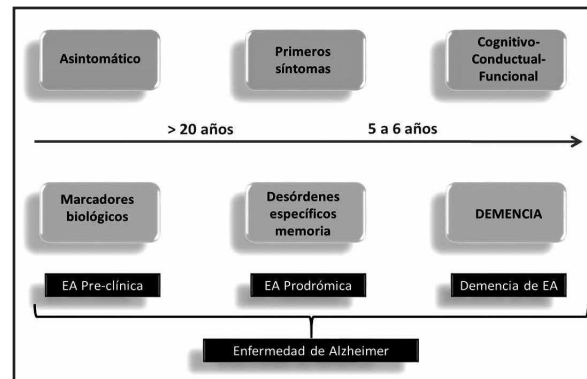 Asintomático
Primeros
síntomas
Cognitivo-
Conductual-
Funcional
> 20 años
5 a 6 años
Marcadores
biológicos
Desórdenes
específicos
memoria
DEMENCIA
EA Pre-clínica
EA Prodrómica
Demencia de EA
Enfermedad de Alzheimer